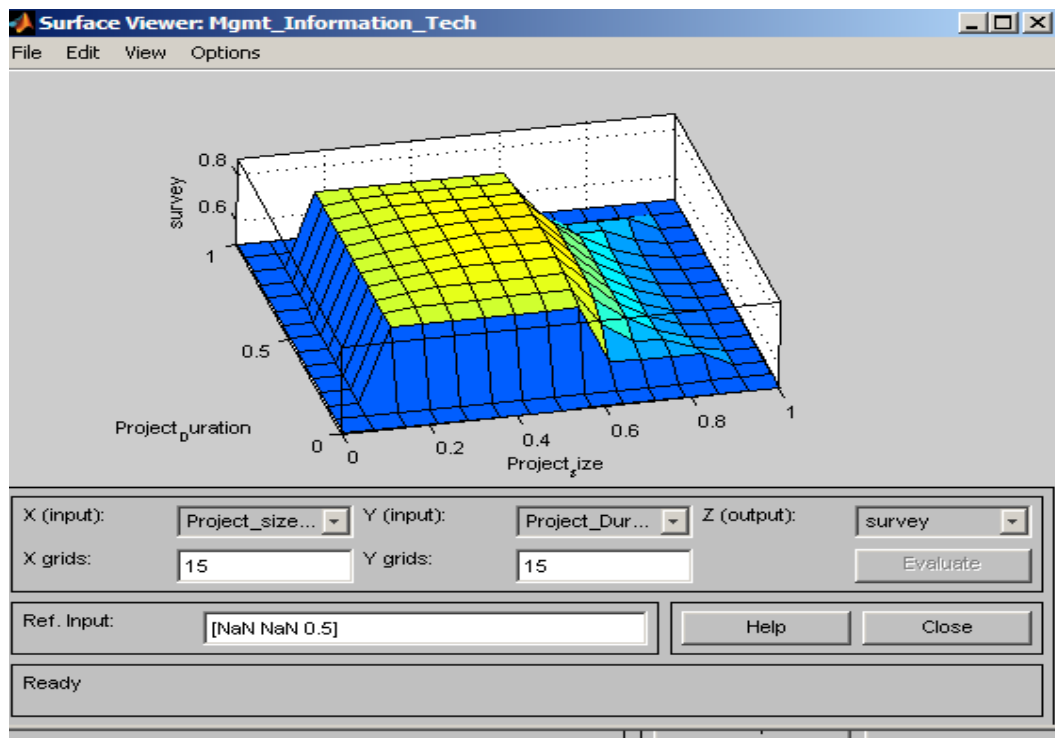 Surface Viewer: Mgmt_Information_Tech
File Edit View Options
0.8
0.6
survey
1
0.5
0
Project_Duration
0
0.2
0.4
0.6
0.8
1
Project_size
X (input): Project_size... Y (input): Project_Dur... Z (output): survey
X grids: 15 Y grids: 15 Evaluate
Ref. Input: [NaN NaN 0.5] Help Close
Ready